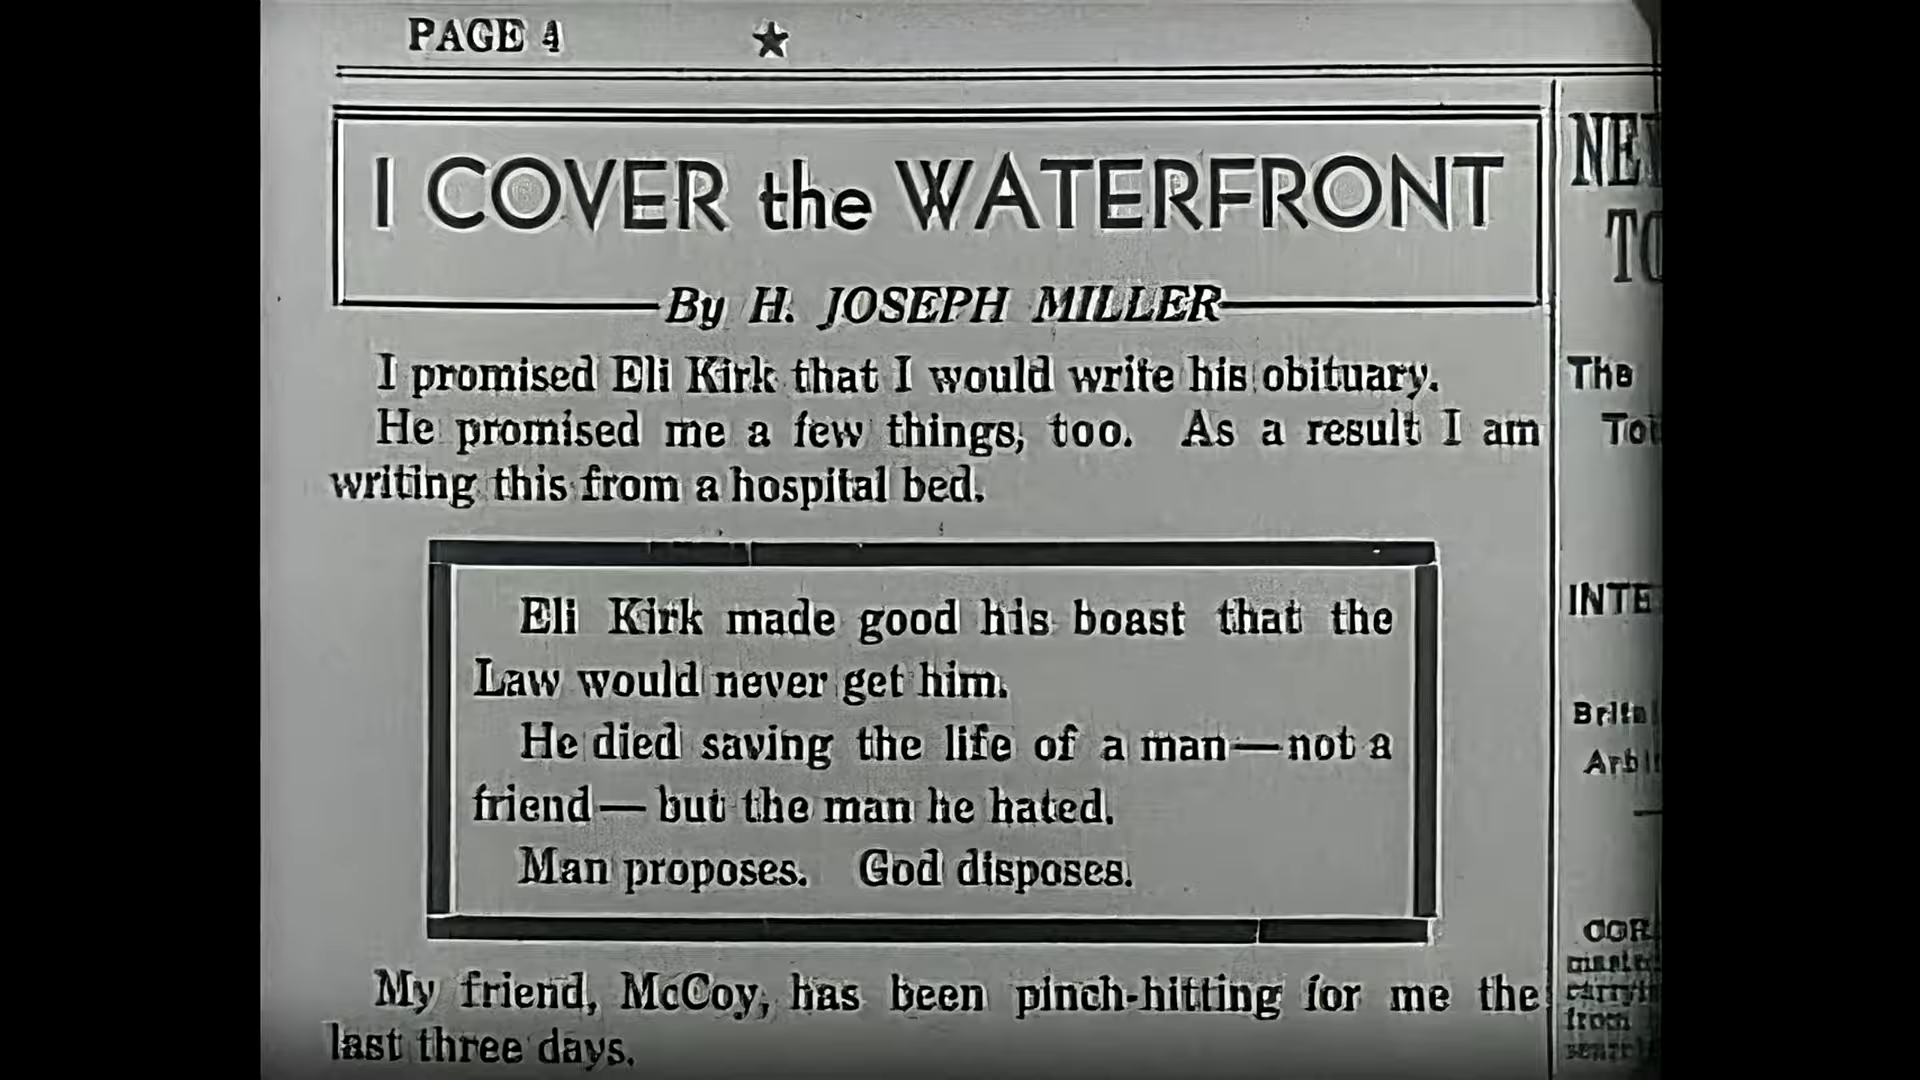 PAGE 4
I COVER the WATERFRONT
By H. JOSEPH MILLER
I promised Eli Kirk that I would write his obituary.
He promised me a few things, too. As a result I am
writing this from a hospital bed.
Eli Kirk made good his boast that the
Law would never get him.
He died saving the life of a man—not a
friend—but the man he hated.
Man proposes. God disposes.
My friend, McCoy, has been pinch-hitting for me the
last three days.
The
from